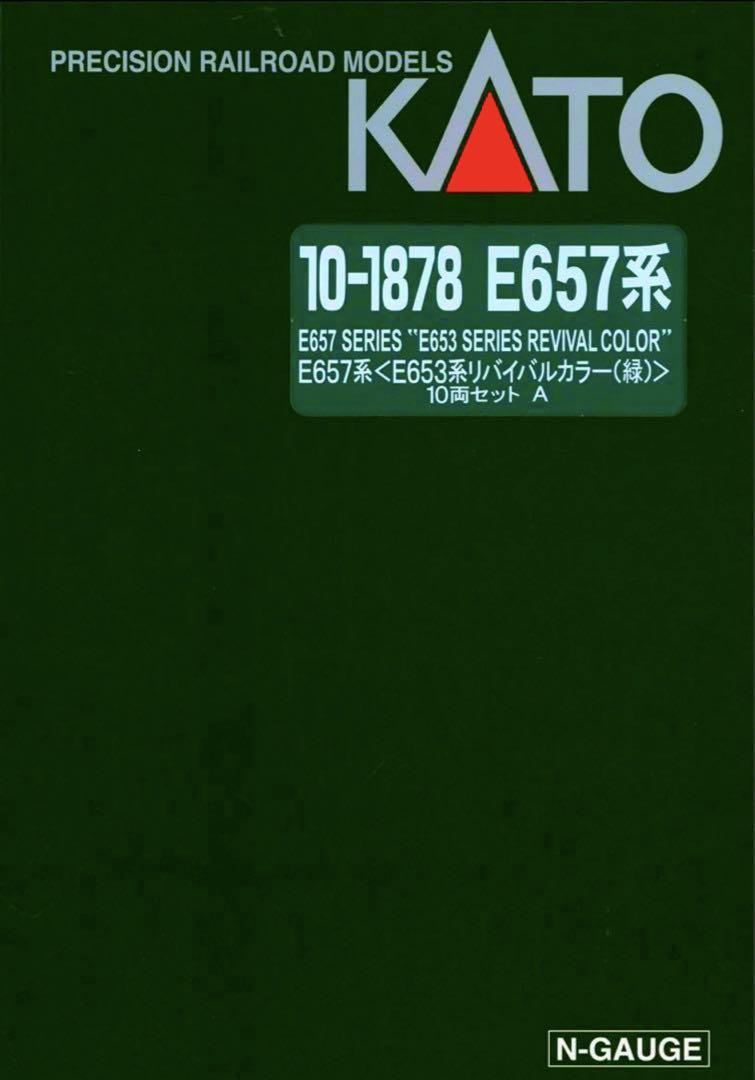 PRECISION RAILROAD MODELS
KATO
10-1878 E657系
E657 SERIES "E653 SERIES REVIVAL COLOR"
E657系<E653系リバイバルカラー(緑)>
10両セット A
N-GAUGE